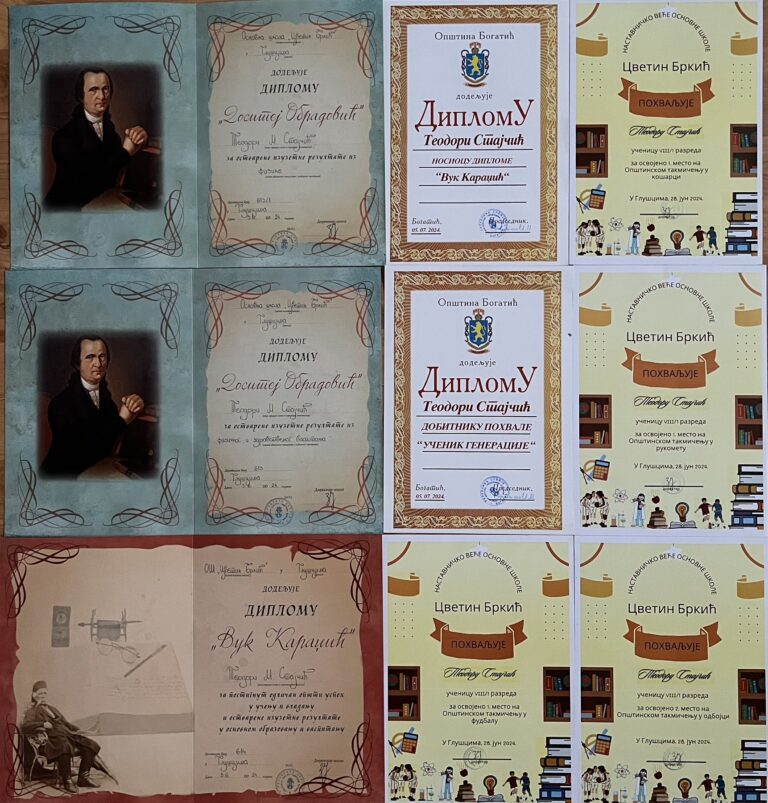 Основна школа „Цветин Бркић"
у Глушцима
ДОДЕЉУЈЕ
ДИПЛОМУ
„Доситеј Обрадовић"
Теодори М. Стајчић
за остварене изузетне резултате из
физике
Општина Богатић
додељује
ДИПЛОМУ
Теодори Стајчић
НОСИОЦУ ДИПЛОМЕ
“Вук Караџић“
Богатић,
05. 07. 2024.
Председник,
НАСТАВНИЧКО ВЕЋЕ ОСНОВНЕ ШКОЛЕ
Цветин Бркић
ПОХВАЉУЈЕ
Теодору Стајчић
ученицу VIII/1 разреда
за освојено 1. место на
Општинском такмичењу у
кошарци
У Глушцима, 28. јун 2024.
Основна школа „Цветин Бркић"
у Глушцима
ДОДЕЉУЈЕ
ДИПЛОМУ
„Доситеј Обрадовић"
Теодори М. Стајчић
за остварене изузетне резултате из
физичког и здравственог васпитања
Општина Богатић
додељује
ДИПЛОМУ
Теодори Стајчић
ДОБИТНИКУ ПОХВАЛЕ
“УЧЕНИК ГЕНЕРАЦИЈЕ“
Богатић,
05. 07. 2024.
Председник,
НАСТАВНИЧКО ВЕЋЕ ОСНОВНЕ ШКОЛЕ
Цветин Бркић
ПОХВАЉУЈЕ
Теодору Стајчић
ученицу VIII/1 разреда
за освојено 1. место на
Општинском такмичењу у
рукомету
У Глушцима, 28. јун 2024.
ОШ „Цветин Бркић" у Глушцима
ДОДЕЉУЈЕ
ДИПЛОМУ
„Вук Караџић"
Теодори М. Стајчић
за постигнут одличан општи успех
у учењу и владању
и остварене изузетне резултате
у основном образовању и васпитању
НАСТАВНИЧКО ВЕЋЕ ОСНОВНЕ ШКОЛЕ
Цветин Бркић
ПОХВАЉУЈЕ
Теодору Стајчић
ученицу VIII/1 разреда
за освојено 1. место на
Општинском такмичењу у
фудбалу
У Глушцима, 28. јун 2024.
НАСТАВНИЧКО ВЕЋЕ ОСНОВНЕ ШКОЛЕ
Цветин Бркић
ПОХВАЉУЈЕ
Теодору Стајчић
ученицу VIII/1 разреда
за освојено 2. место на
Општинском такмичењу у одбојци
У Глушцима, 28. јун 2024.